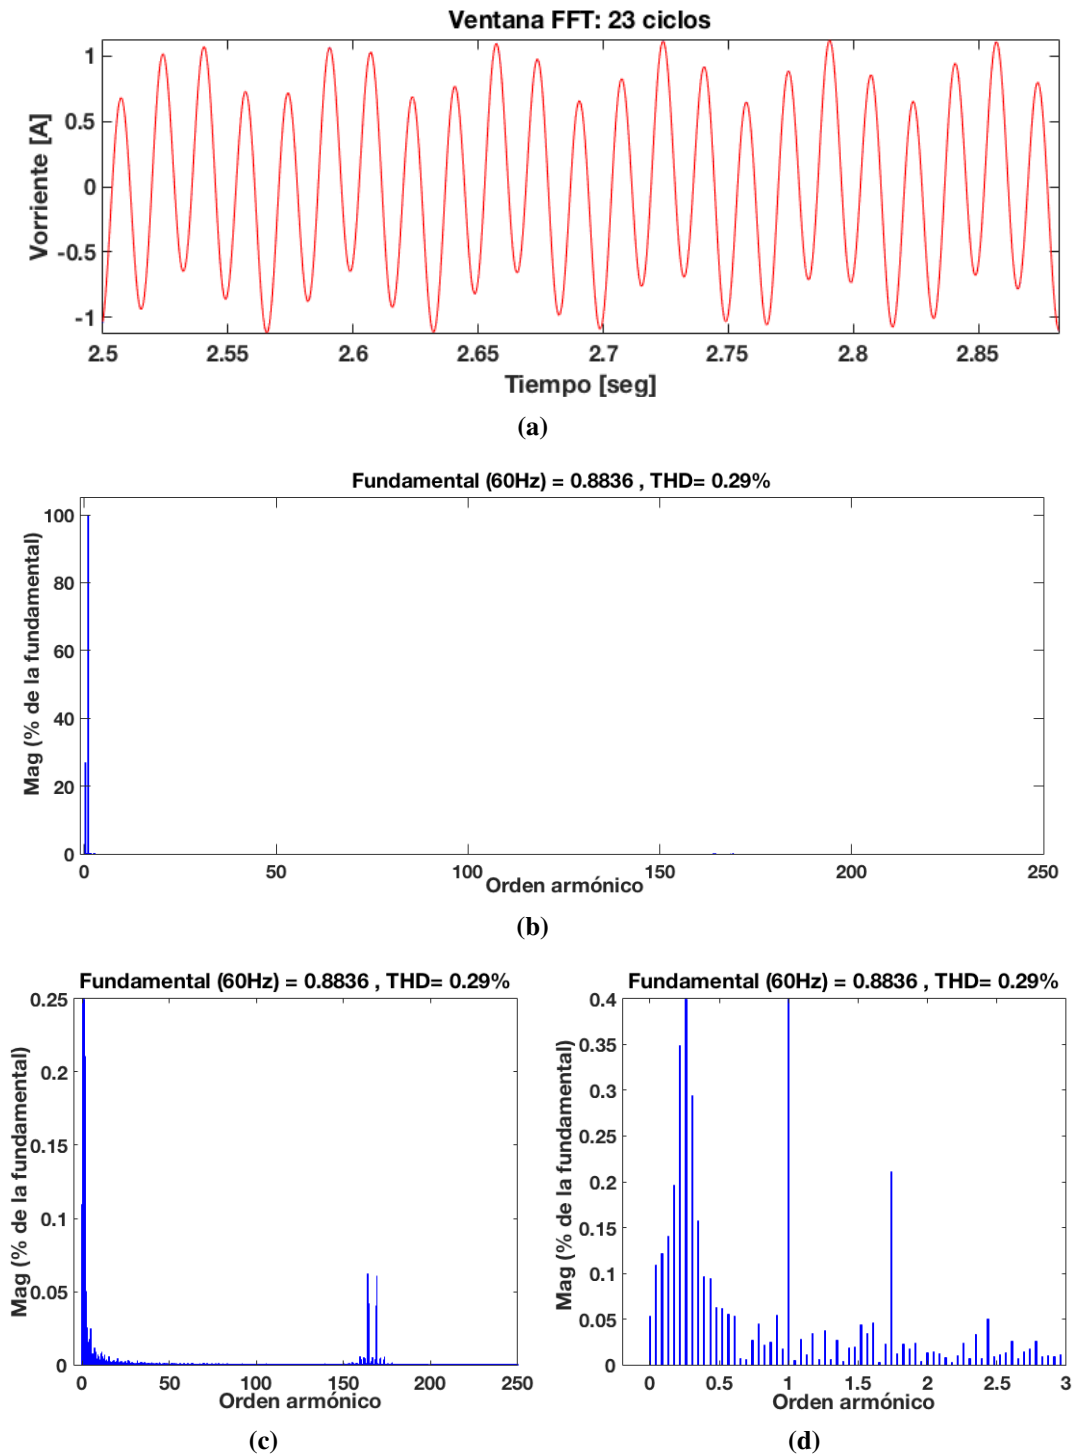 Ventana FFT: 23 ciclos
1
0.5
0
-0.5
-1
Vorriente [A]
2.5 2.55 2.6 2.65 2.7 2.75 2.8 2.85
Tiempo [seg]
(a)
Fundamental (60Hz) = 0.8836 , THD= 0.29%
100
80
60
40
20
0
Mag (% de la fundamental)
0 50 100 150 200 250
Orden armónico
(b)
Fundamental (60Hz) = 0.8836 , THD= 0.29%
0.25
0.2
0.15
0.1
0.05
0
Mag (% de la fundamental)
0 50 100 150 200 250
Orden armónico
(c)
Fundamental (60Hz) = 0.8836 , THD= 0.29%
0.4
0.35
0.3
0.25
0.2
0.15
0.1
0.05
0
Mag (% de la fundamental)
0 0.5 1 1.5 2 2.5 3
Orden armónico
(d)